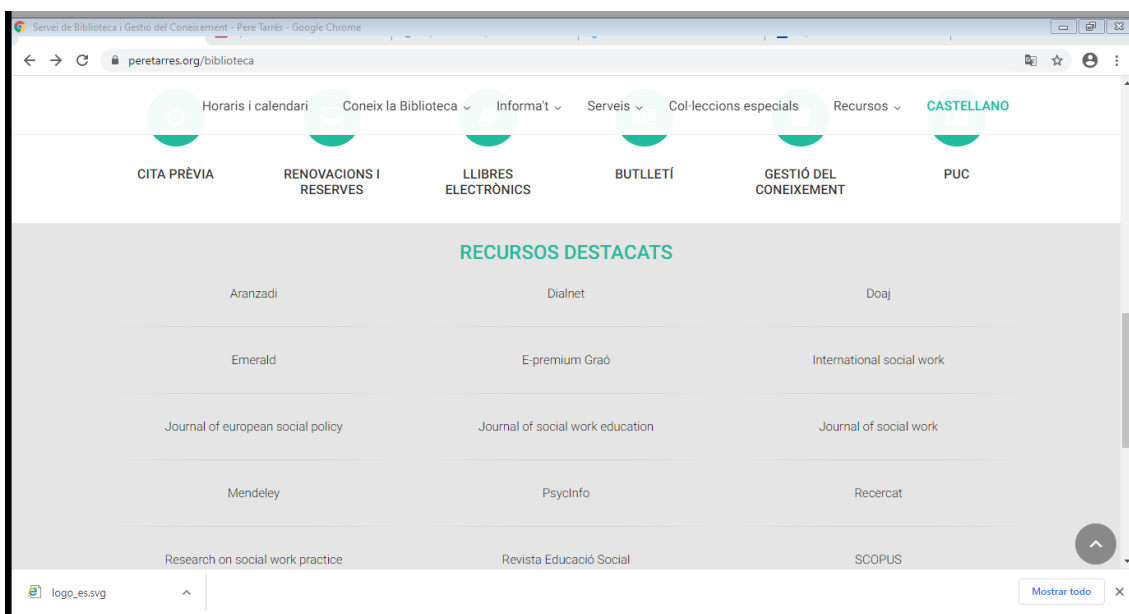 Servei de Biblioteca i Gestió del Coneixement - Pere Tarrés - Google Chrome
peretarres.org/biblioteca
Horaris i calendari Coneix la Biblioteca Informa't Serveis Col·leccions especials Recursos CASTELLANO
CITA PRÈVIA
RENOVACIONS I
RESERVES
LLIBRES
ELECTRÒNICS
BUTLLETÍ
GESTIÓ DEL
CONEIXEMENT
PUC
RECURSOS DESTACATS
Aranzadi Dialnet Doaj
Emerald E-premium Graó International social work
Journal of european social policy Journal of social work education Journal of social work
Mendeley PsycInfo Recercat
Research on social work practice Revista Educació Social SCOPUS
logo_es.svg Mostrar todo